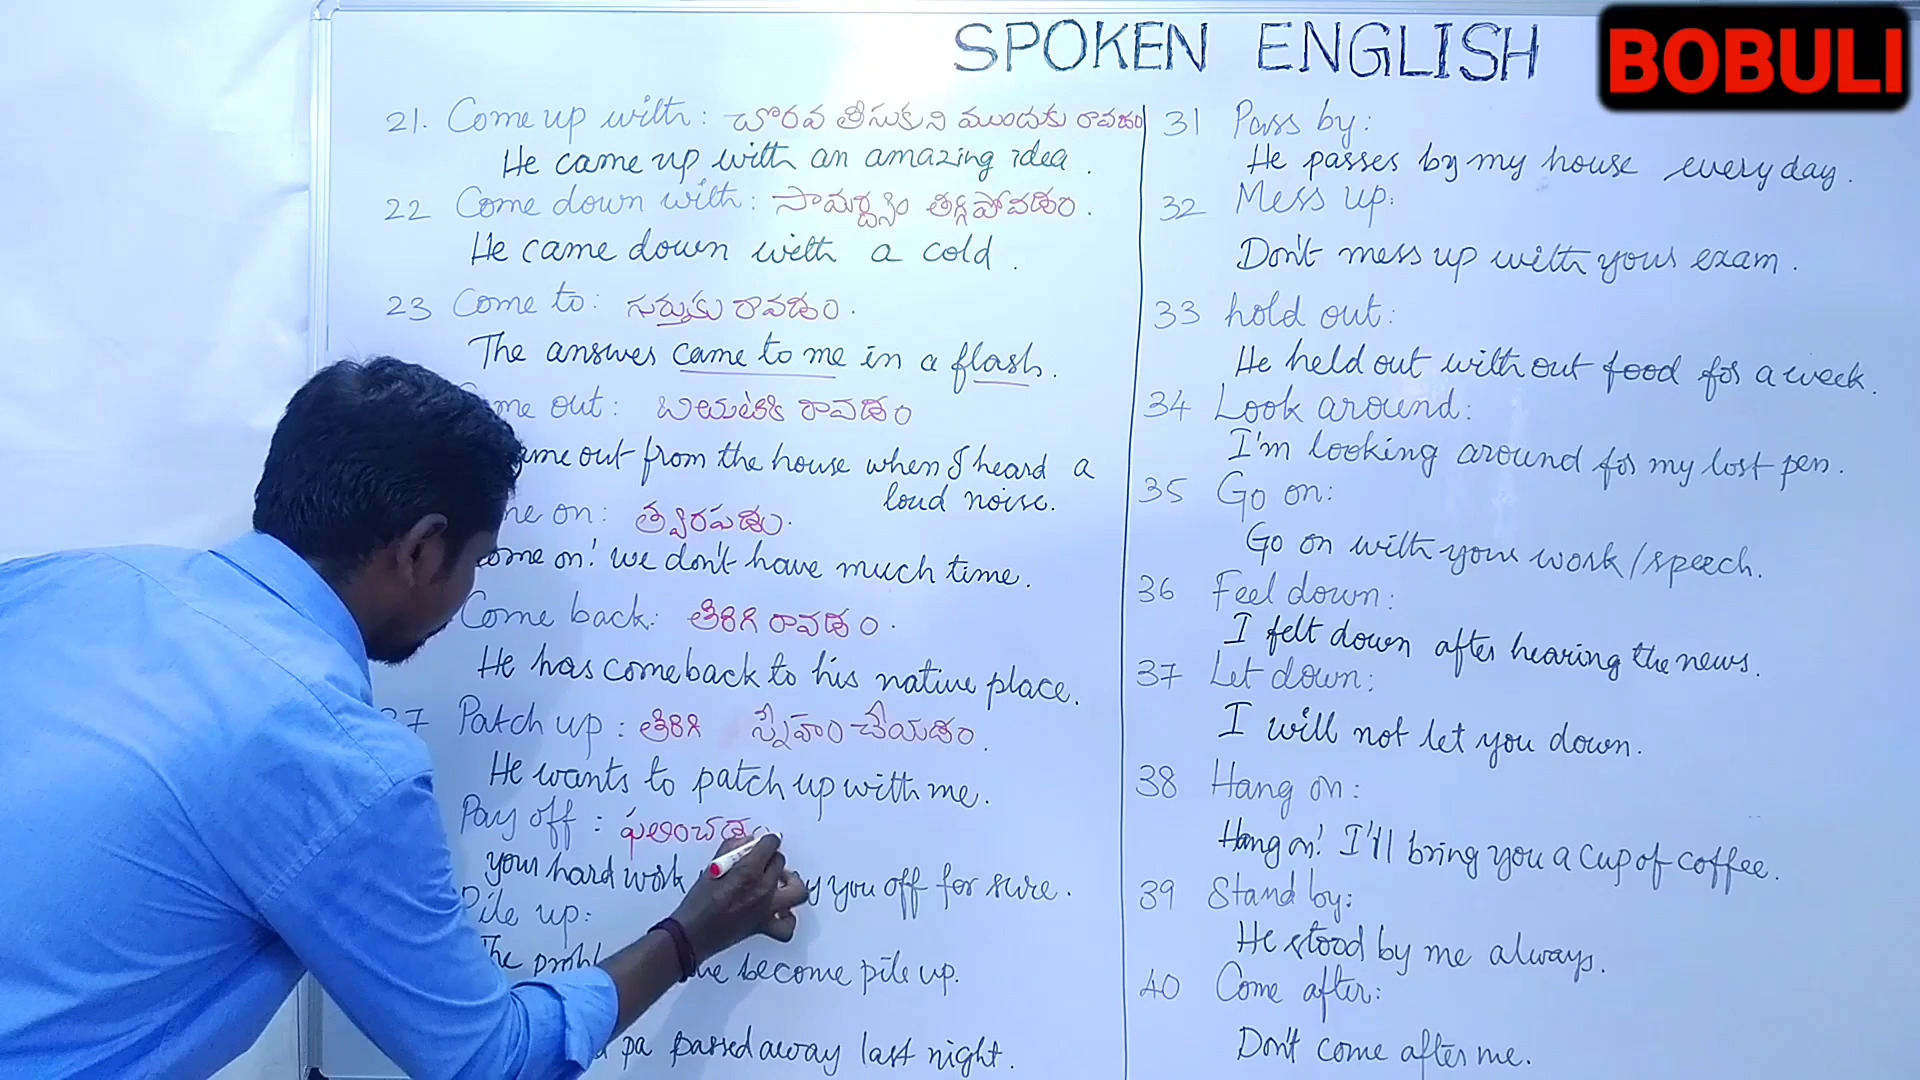 SPOKEN ENGLISH
BOBULI
21. Come up with: చొరవ తీసుకుని ముందుకు రావడం
He came up with an amazing idea.
22 Come down with: సామర్థ్యం తగ్గిపోవడం.
He came down with a cold.
23 Come to:
రావడం.
The answer came to me in a flash.
me out: బయటికి రావడం
ame out from the house when I heard a
loud noise.
ne on: త్వరపడు.
ome on! we don't have much time.
Come back: తిరిగి రావడం.
He has come back to his native place.
27 Patch up: తిరిగి స్నేహం చేయడం.
He wants to patch up with me.
Pay off: ఫలించడం
your hard work
you off for sure.
Pile up:
The
become pile up.
pa passed away last night.
31 Pass by:
He passes by my house every day.
32 Mess up:
Don't mess up with your exam.
33 hold out:
He held out without food for a week.
34 Look around:
I'm looking around for my lost pen.
35 Go on:
Go on with your work/speech.
36 Feel down:
I felt down after hearing the news.
37 Let down:
I will not let you down.
38 Hang on:
Hang on! I'll bring you a cup of coffee.
39 Stand by:
He stood by me always.
40 Come after:
Don't come after me.